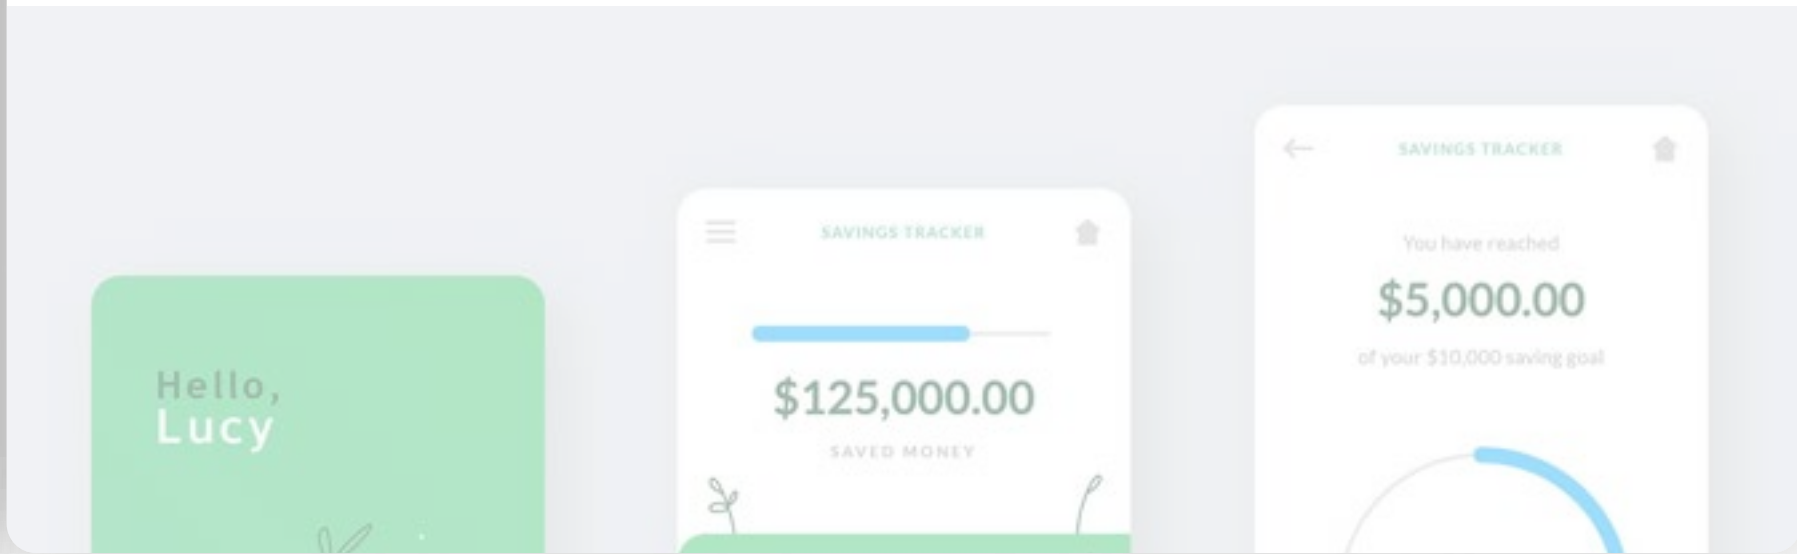 Hello,
Lucy
SAVINGS TRACKER
$125,000.00
SAVED MONEY
SAVINGS TRACKER
You have reached
$5,000.00
of your $10,000 saving goal